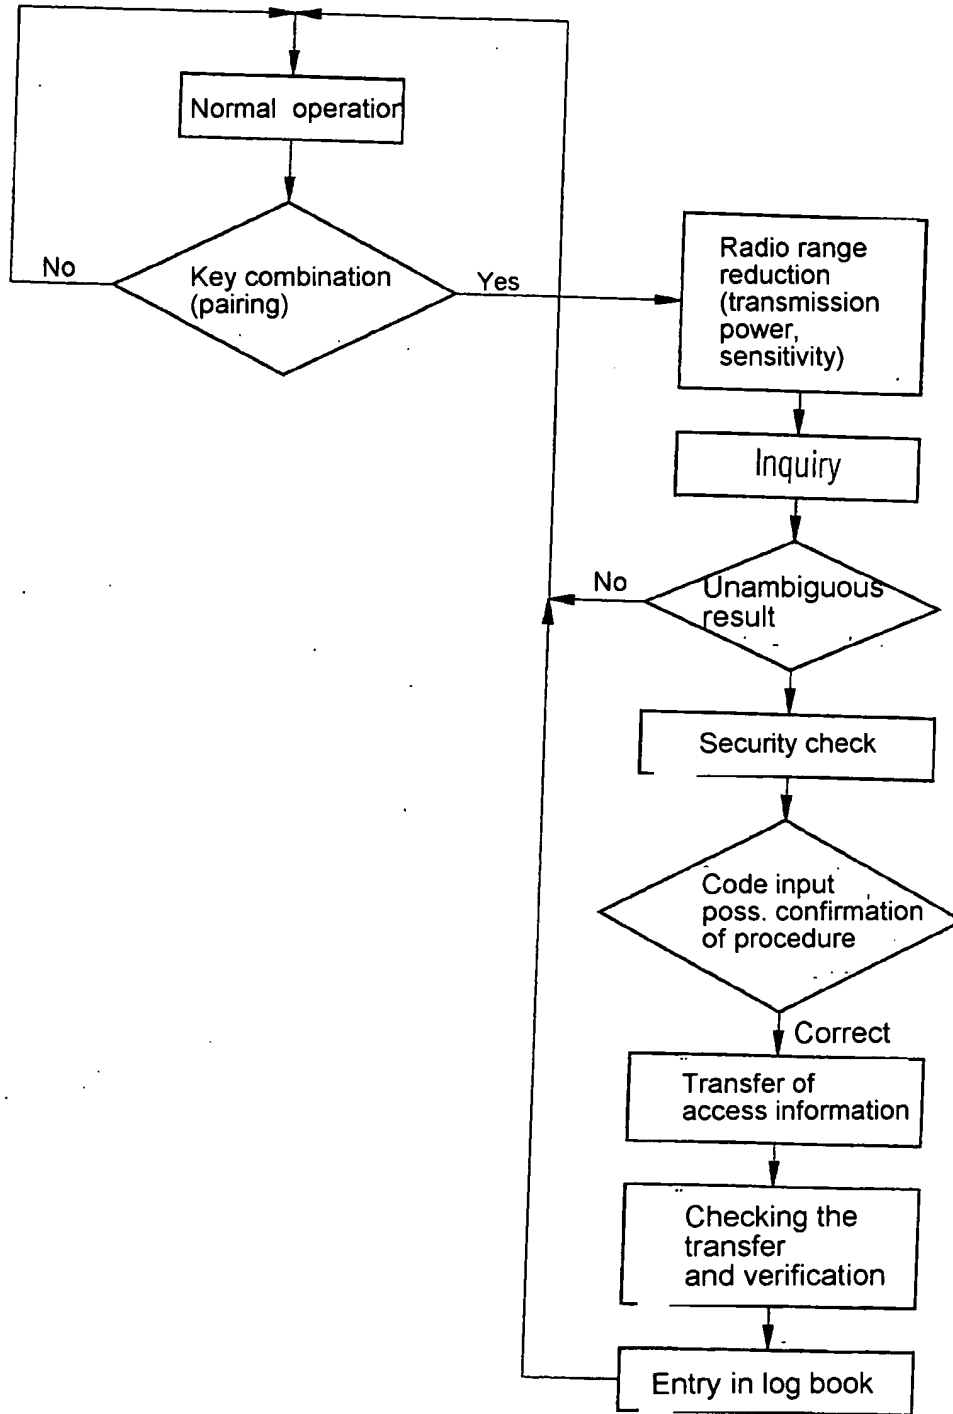 Normal operation
No
Key combination
(pairing)
Yes
Radio range
reduction
(transmission
power,
sensitivity)
Inquiry
No
Unambiguous
result
Security check
Code input
poss. confirmation
of procedure
Correct
Transfer of
access information
Checking the
transfer
and verification
Entry in log book